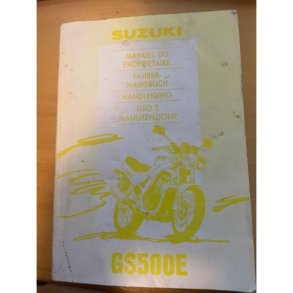 SUZUKI
MANUEL DU
PROPRIETAIRE
FAHRER-
HANDBUCH
HANDLEIDING
USO E
MANUTENZIONE
GS500E